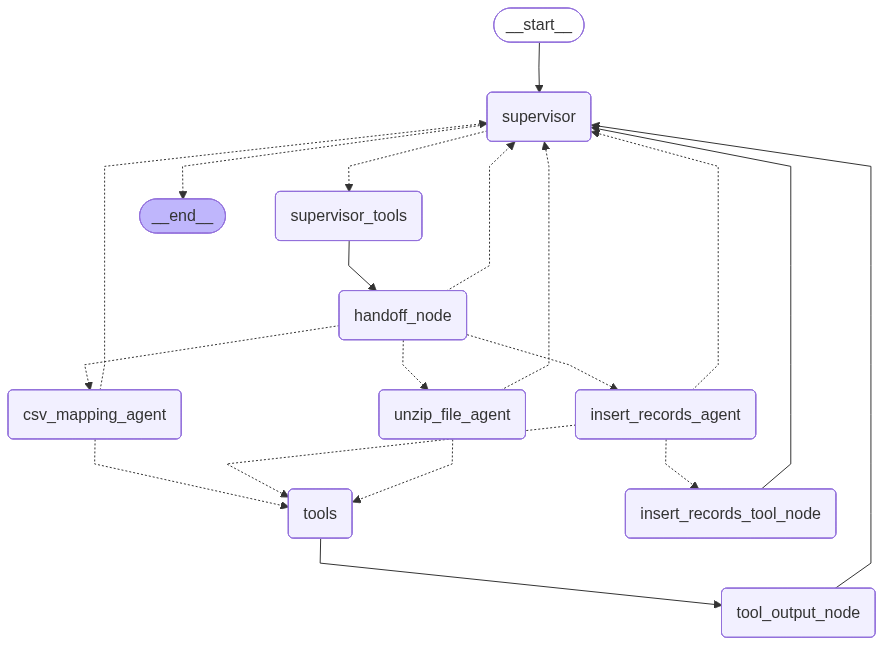 __start__
supervisor
__end__
supervisor_tools
handoff_node
csv_mapping_agent
unzip_file_agent
insert_records_agent
tools
insert_records_tool_node
tool_output_node